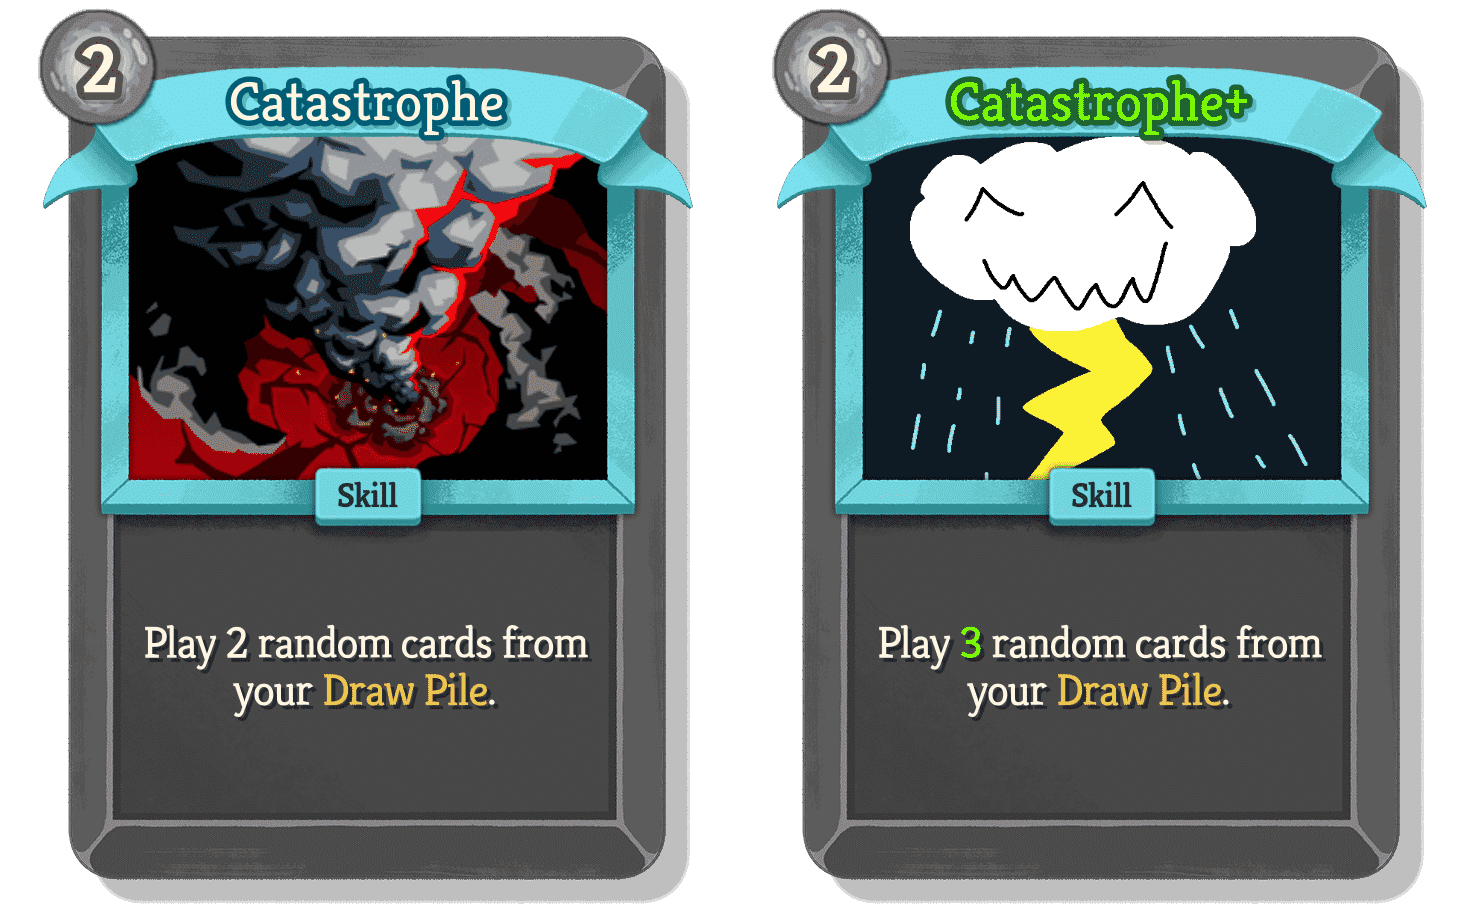 2
Catastrophe
Skill
Play 2 random cards from
your Draw Pile.
2
Catastrophe+
Skill
Play 3 random cards from
your Draw Pile.